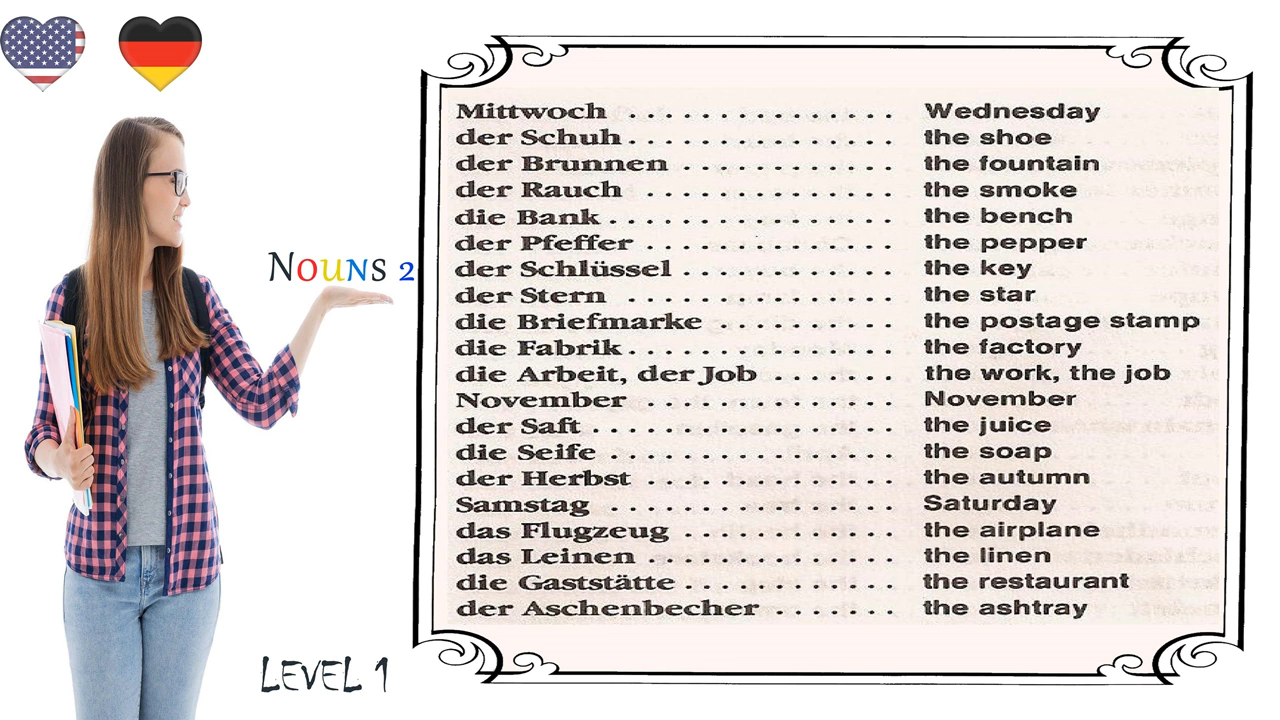 Nouns 2
Mittwoch . . . . . . . . . . . . . . . Wednesday
der Schuh . . . . . . . . . . . . . . . the shoe
der Brunnen . . . . . . . . . . . . the fountain
der Rauch . . . . . . . . . . . . . . the smoke
die Bank . . . . . . . . . . . . . . . . the bench
der Pfeffer . . . . . . . . . . . . . . the pepper
der Schlüssel . . . . . . . . . . . . the key
der Stern . . . . . . . . . . . . . . . . the star
die Briefmarke . . . . . . . . . . the postage stamp
die Fabrik . . . . . . . . . . . . . . . the factory
die Arbeit, der Job . . . . . . . the work, the job
November . . . . . . . . . . . . . . November
der Saft . . . . . . . . . . . . . . . . . the juice
die Seife . . . . . . . . . . . . . . . . the soap
der Herbst . . . . . . . . . . . . . . the autumn
Samstag . . . . . . . . . . . . . . . . Saturday
das Flugzeug . . . . . . . . . . . . the airplane
das Leinen . . . . . . . . . . . . . . the linen
die Gaststätte . . . . . . . . . . . . the restaurant
der Aschenbecher . . . . . . . the ashtray
LEVEL 1